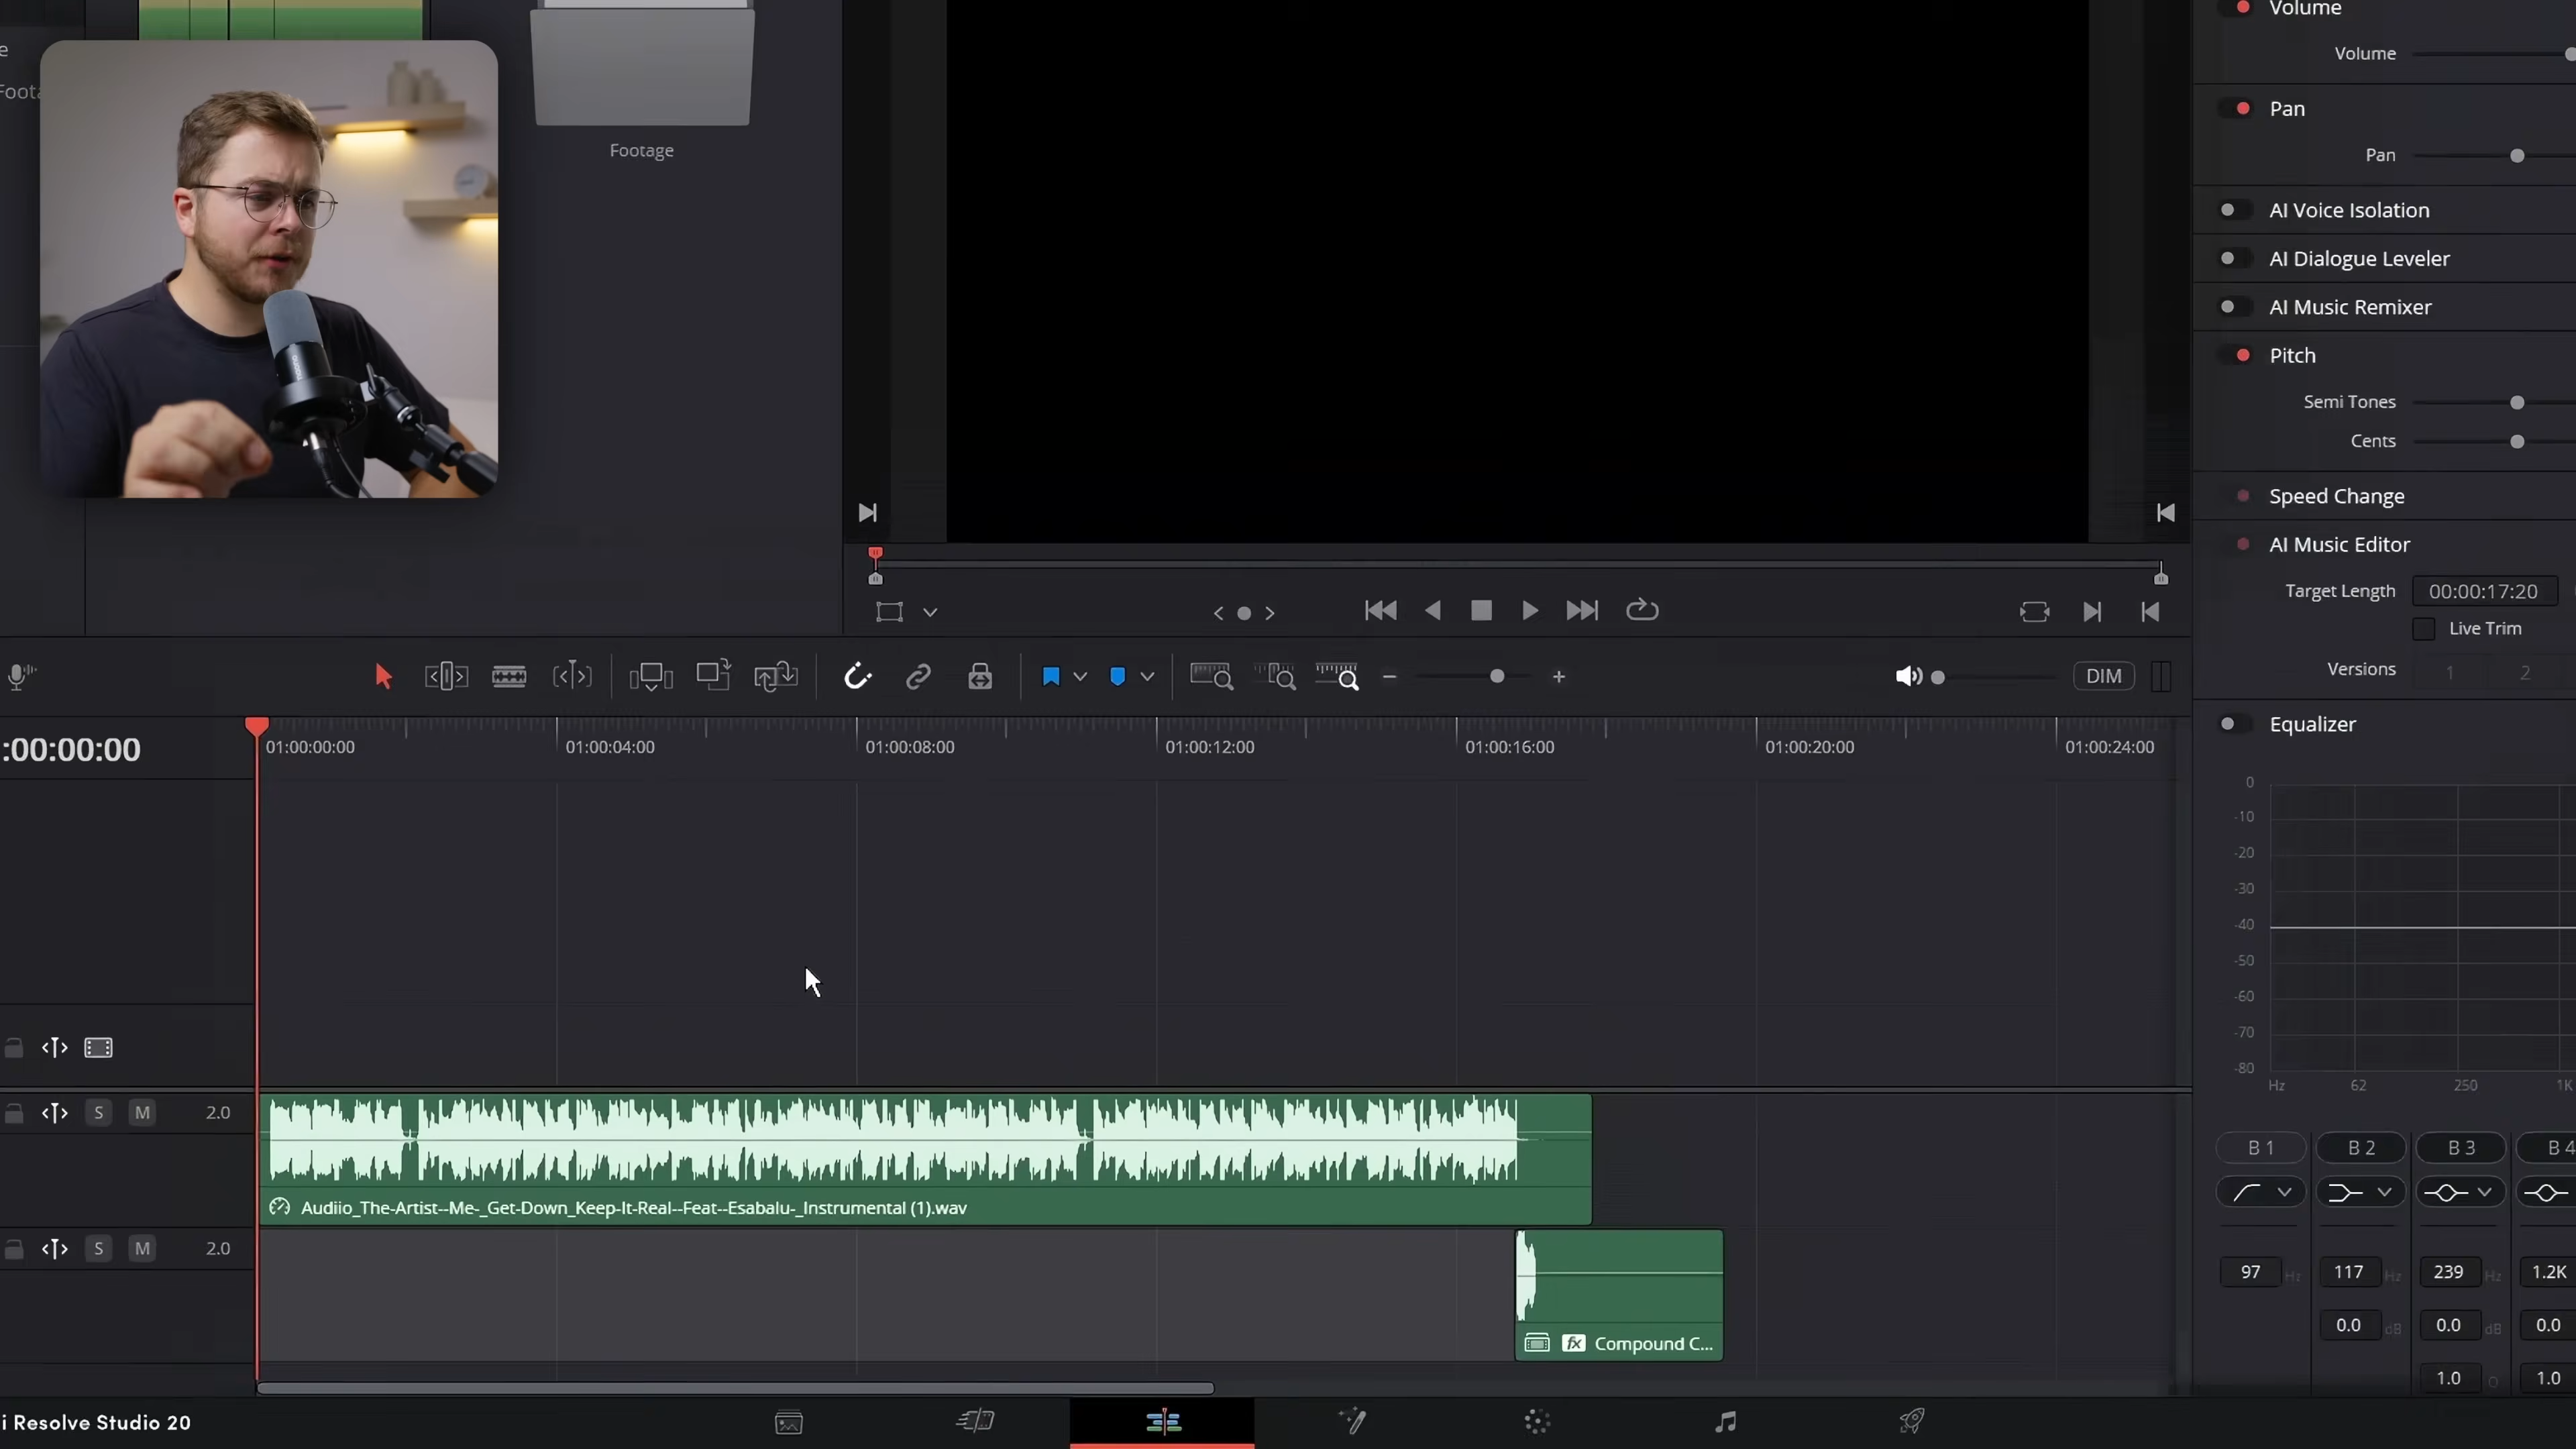 e
Foota
Footage
Volume
Volume
Pan
Pan
AI Voice Isolation
AI Dialogue Leveler
AI Music Remixer
Pitch
Semi Tones
Cents
Speed Change
AI Music Editor
Target Length 00:00:17:20
Live Trim
Versions 1 2
DIM
:00:00:00
01:00:00:00 01:00:04:00 01:00:08:00 01:00:12:00 01:00:16:00 01:00:20:00 01:00:24:00
Equalizer
0
-10
-20
-30
-40
-50
-60
-70
-80
Hz 62 250 1K
S M 2.0
Audiio_The-Artist--Me-_Get-Down_Keep-It-Real--Feat--Esabalu-_Instrumental (1).wav
S M 2.0
fx Compound C...
B 1 B 2 B 3 B 4
97 Hz 117 Hz 239 Hz 1.2K
0.0 dB 0.0 dB 0.0
1.0 Q 1.0
i Resolve Studio 20